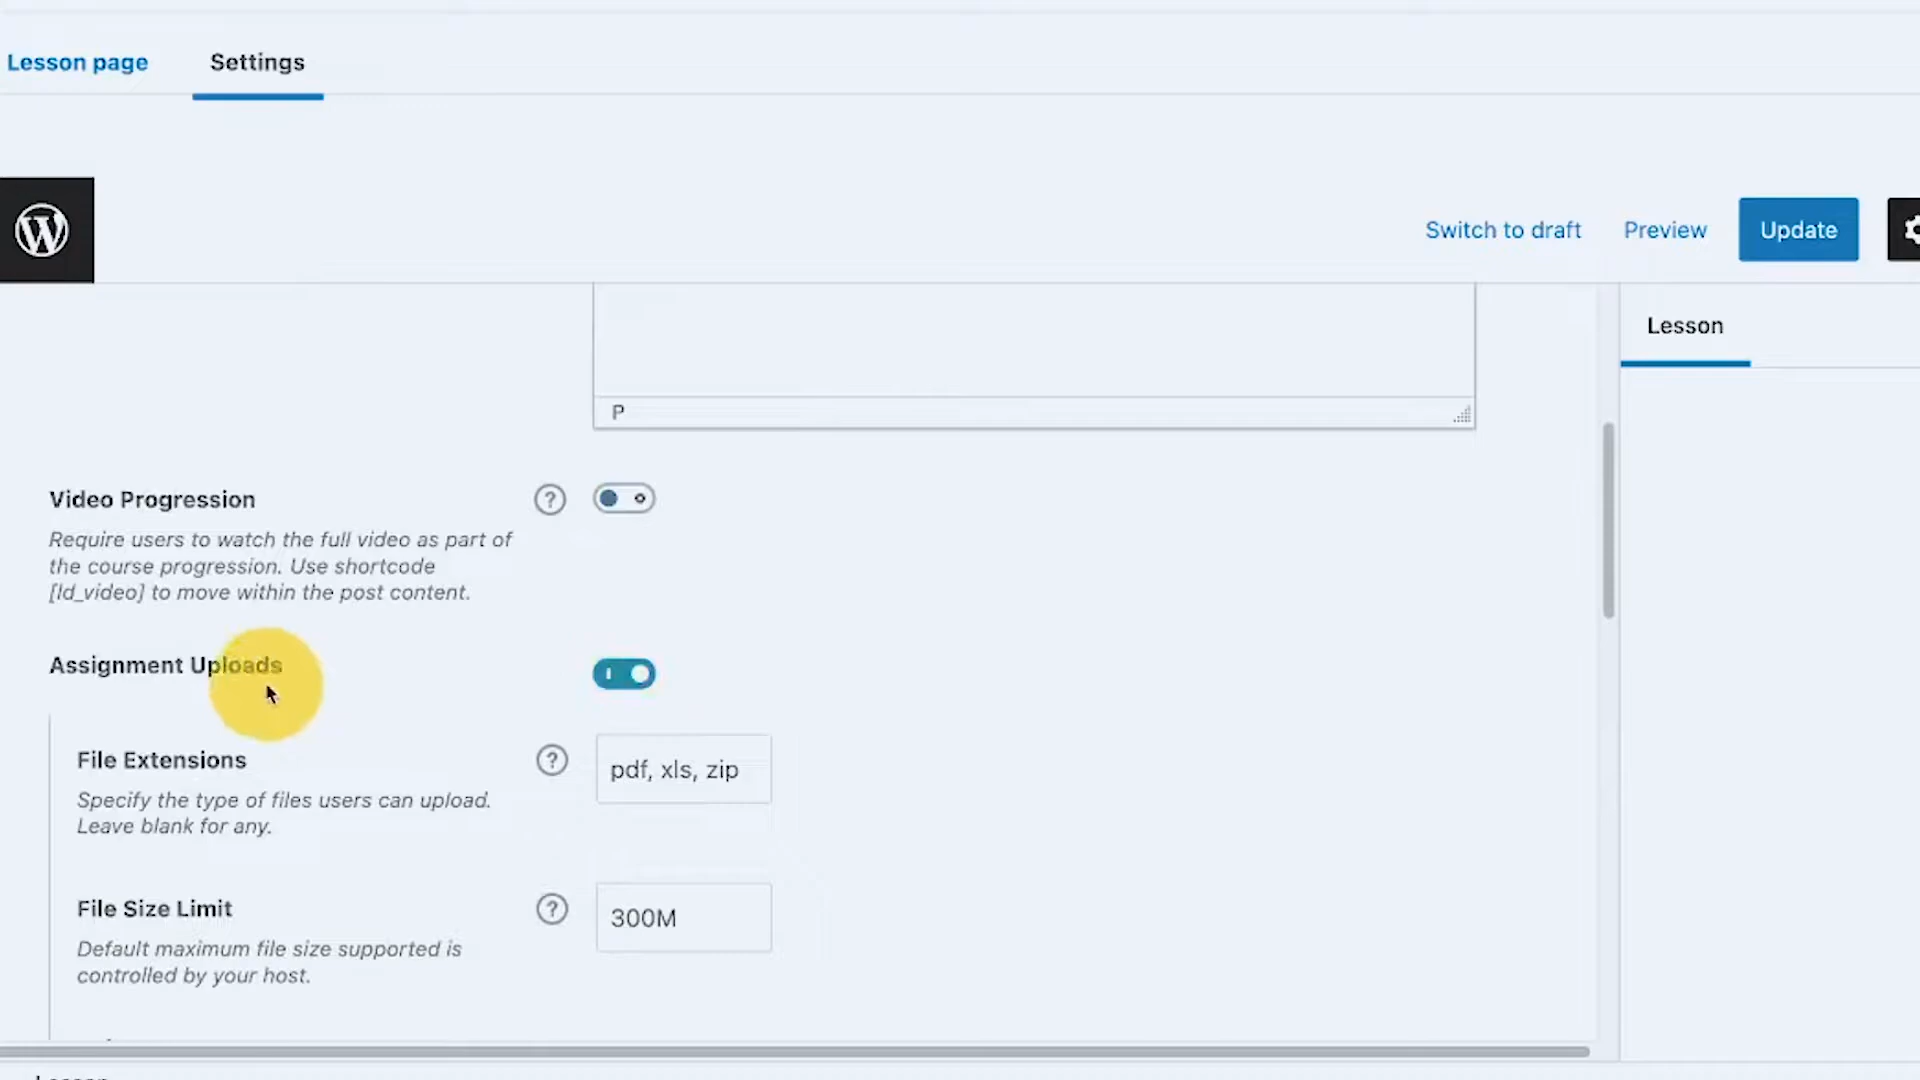 Lesson page
Settings
Switch to draft
Preview
Update
Lesson
P
Video Progression
Require users to watch the full video as part of
the course progression. Use shortcode
[ld_video] to move within the post content.
Assignment Uploads
File Extensions
pdf, xls, zip
Specify the type of files users can upload.
Leave blank for any.
File Size Limit
300M
Default maximum file size supported is
controlled by your host.